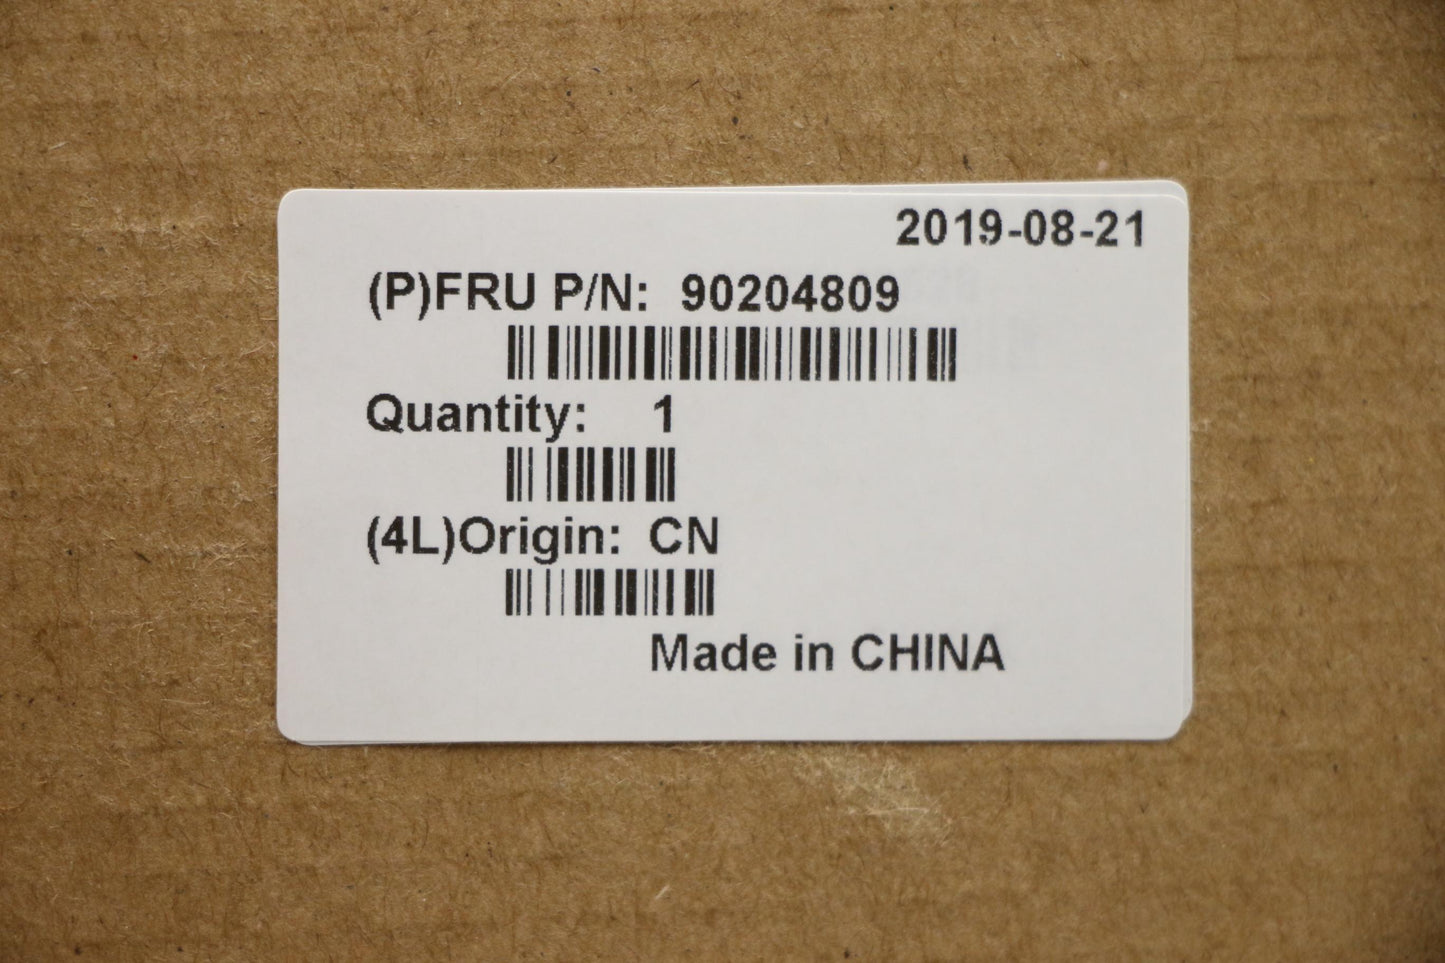 2019-08-21
(P)FRU P/N: 90204809
Quantity: 1
(4L)Origin: CN
Made in CHINA